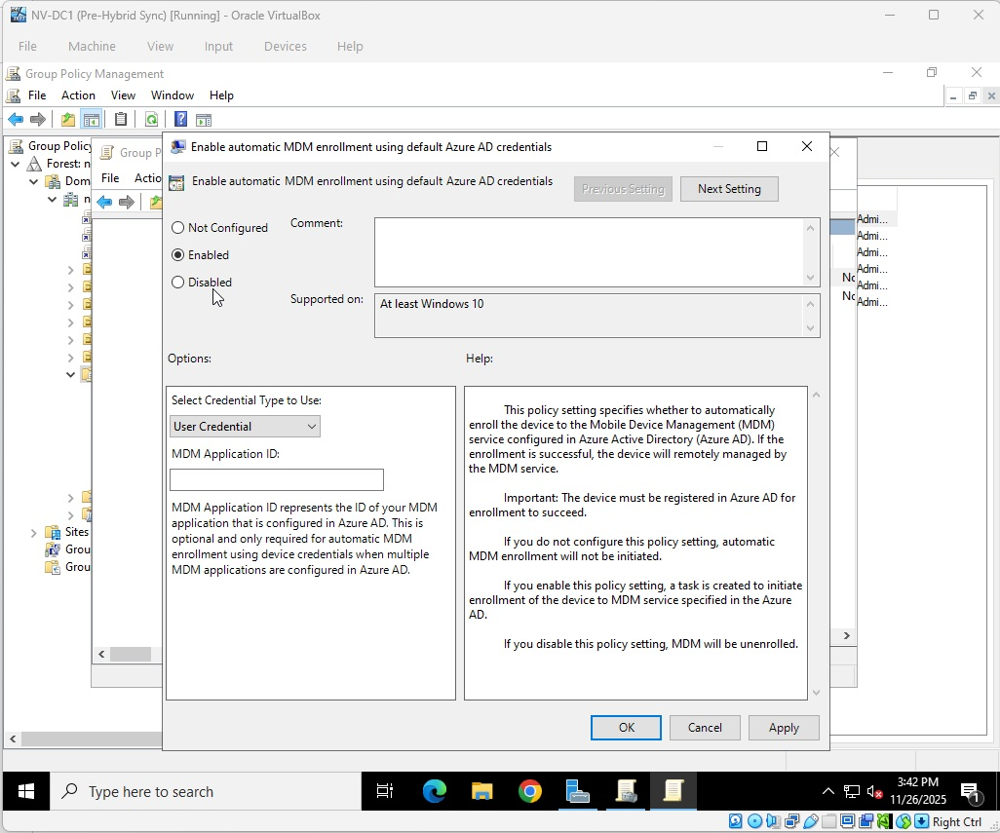 NV-DC1 (Pre-Hybrid Sync) [Running] - Oracle VirtualBox
File Machine View Input Devices Help
Group Policy Management
File Action View Window Help
Group Policy
Forest: n
Dom
n
Sites
Grou
Grou
Group P
File Actio
Enable automatic MDM enrollment using default Azure AD credentials
Enable automatic MDM enrollment using default Azure AD credentials
Previous Setting
Next Setting
Not Configured
Enabled
Disabled
Comment:
Supported on:
At least Windows 10
Options:
Help:
Select Credential Type to Use:
User Credential
MDM Application ID:
MDM Application ID represents the ID of your MDM
application that is configured in Azure AD. This is
optional and only required for automatic MDM
enrollment using device credentials when multiple
MDM applications are configured in Azure AD.
This policy setting specifies whether to automatically
enroll the device to the Mobile Device Management (MDM)
service configured in Azure Active Directory (Azure AD). If the
enrollment is successful, the device will remotely managed by
the MDM service.
Important: The device must be registered in Azure AD for
enrollment to succeed.
If you do not configure this policy setting, automatic
MDM enrollment will not be initiated.
If you enable this policy setting, a task is created to initiate
enrollment of the device to MDM service specified in the Azure
AD.
If you disable this policy setting, MDM will be unenrolled.
OK
Cancel
Apply
Admi...
Admi...
Admi...
Admi...
Admi...
Admi...
No
No
Type here to search
3:42 PM
11/26/2025
1
Right Ctrl